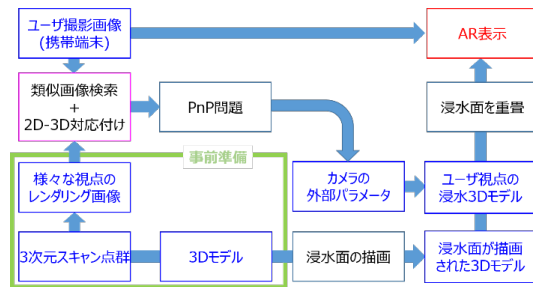 ユーザ撮影画像
(携帯端末)
AR表示
類似画像検索
+
2D-3D対応付け
PnP問題
浸水面を重畳
事前準備
様々な視点の
レンダリング画像
カメラの
外部パラメータ
ユーザ視点の
浸水3Dモデル
3次元スキャン点群
3Dモデル
浸水面の描画
浸水面が描画
された3Dモデル